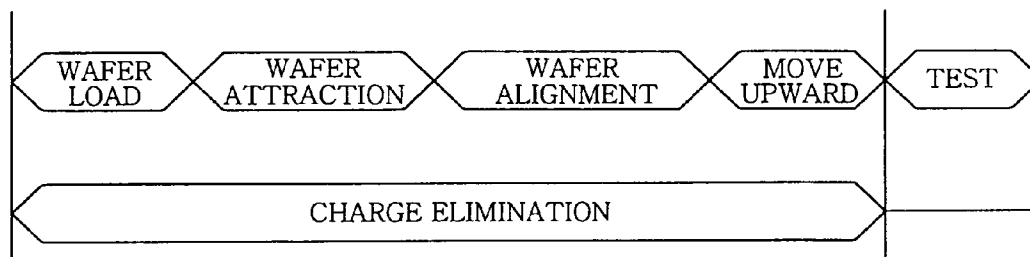 WAFER
LOAD
WAFER
ATTRACTION
WAFER
ALIGNMENT
MOVE
UPWARD
TEST
CHARGE ELIMINATION